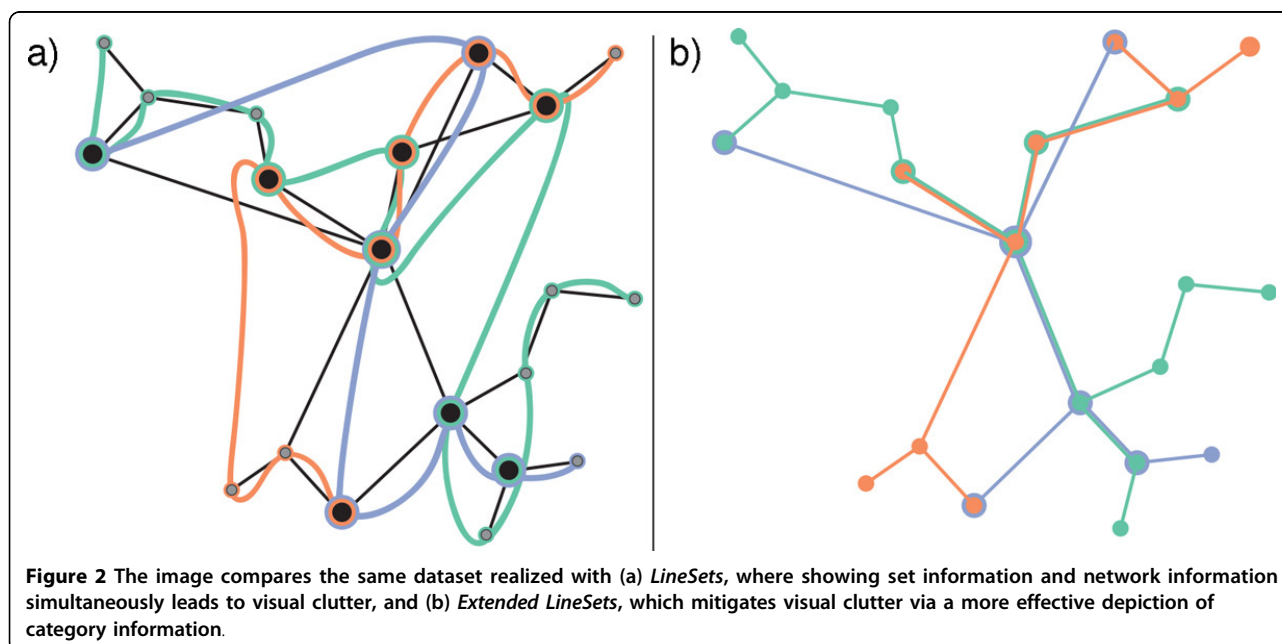 a)
b)
Figure 2 The image compares the same dataset realized with (a) LineSets, where showing set information and network information
simultaneously leads to visual clutter, and (b) Extended LineSets, which mitigates visual clutter via a more effective depiction of
category information.